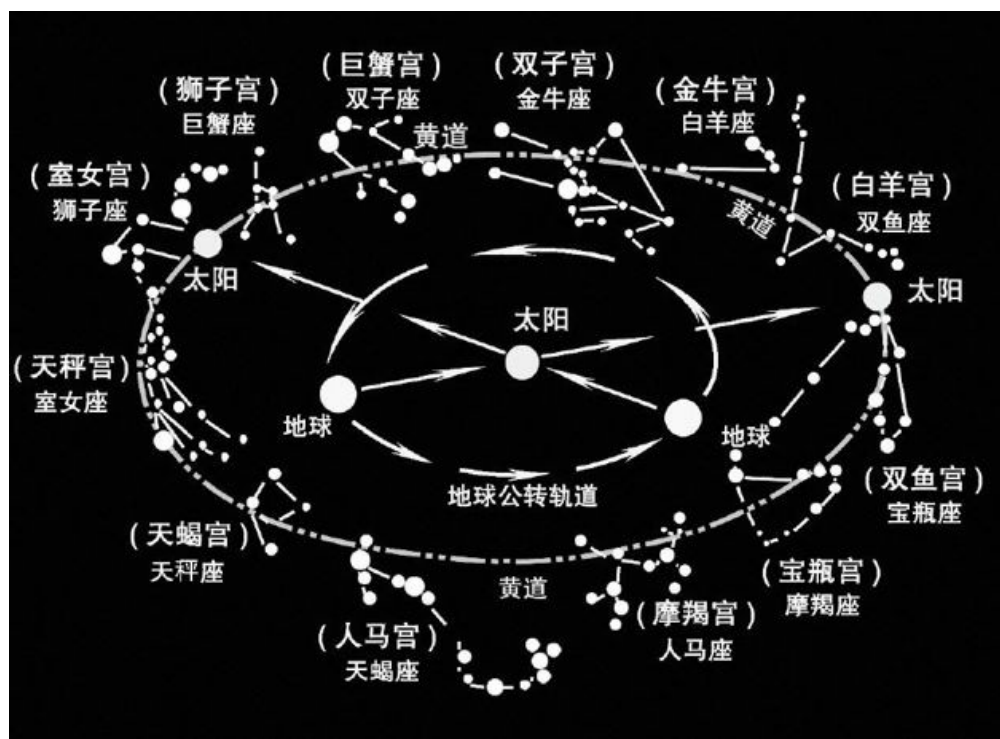 (巨蟹宫)
双子座
(双子宫)
金牛座
(狮子宫)
巨蟹座
(金牛宫)
白羊座
黄道
(室女宫)
狮子座
(白羊宫)
双鱼座
黄道
太阳
太阳
太阳
(天秤宫)
室女座
地球
地球
(双鱼宫)
宝瓶座
地球公转轨道
(天蝎宫)
天秤座
黄道
(宝瓶宫)
摩羯座
(人马宫)
天蝎座
(摩羯宫)
人马座